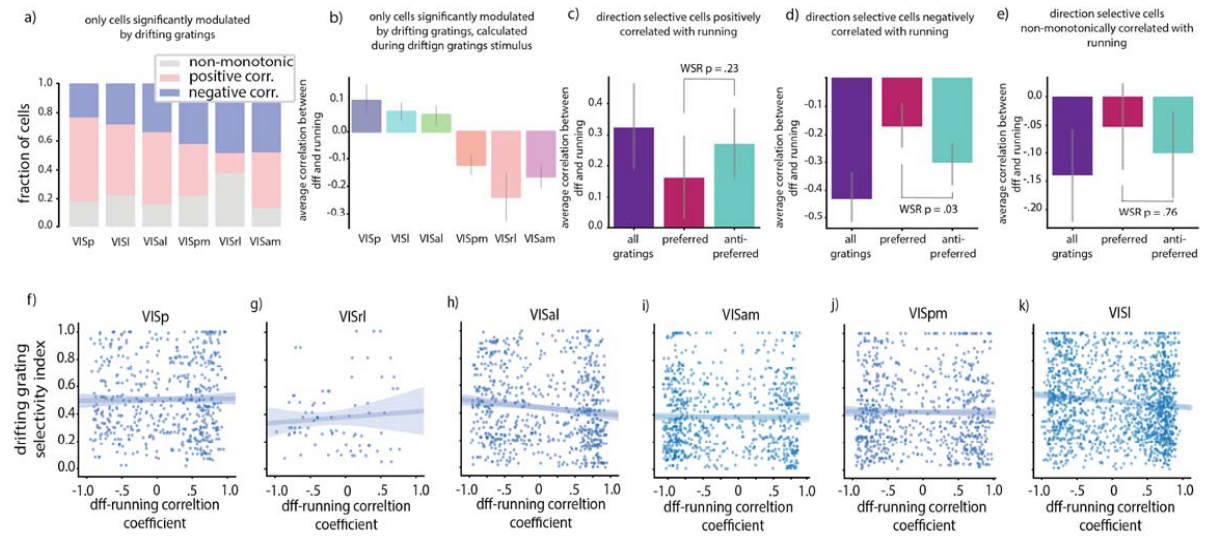 a)
only cells significantly modulated
by drifting gratings
non-monotonic
positive corr.
negative corr.
fraction of cells
1.0
0.8
0.6
0.4
0.2
0.0
VISp VISl VISal VISpm VISrl VISam
b)
only cells significantly modulated
by drifting gratings, calculated
during driftign gratings stimulus
average correlation between
dff and running
0.1
0.0
-0.1
-0.2
-0.3
VISp VISl VISal VISpm VISrl VISam
c)
direction selective cells positively
correlated with running
WSR p = .23
average correlation between
dff and running
0.4
0.3
0.2
0.1
0.0
all
gratings
preferred
anti-
preferred
d)
direction selective cells negatively
correlated with running
average correlation between
dff and running
-0.1
-0.3
-0.5
WSR p = .03
all
gratings
preferred
anti-
preferred
e)
direction selective cells
non-monotonically correlated with
running
average correlation between
dff and running
0.0
-.05
-.10
-.15
-.20
WSR p = .76
all
gratings
preferred
anti-
preferred
f)
VISp
drifting grating
selectivity index
1.0
0.8
0.6
0.4
0.2
0.0
-1.0 -.5 0 .5 1.0
dff-running correltion
coefficient
g)
VISrl
-1.0 -.5 0 .5 1.0
dff-running correltion
coefficient
h)
VISal
-1.0 -.5 0 .5 1.0
dff-running correltion
coefficient
i)
VISam
-1.0 -.5 0 .5 1.0
dff-running correltion
coefficient
j)
VISpm
-1.0 -.5 0 .5 1.0
dff-running correltion
coefficient
k)
VISl
-1.0 -.5 0 .5 1.0
dff-running correltion
coefficient